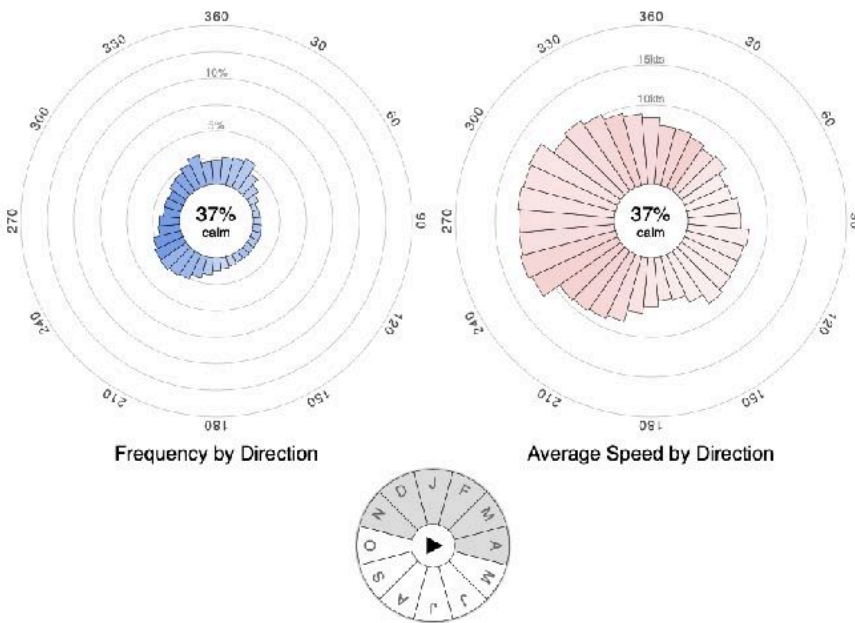 360
30
60
90
120
150
180
210
240
270
300
330
10%
5%
37%
calm
Frequency by Direction
360
30
60
90
120
150
180
210
240
270
300
330
15kts
10kts
37%
calm
Average Speed by Direction
J
F
M
A
M
J
J
A
S
O
N
D